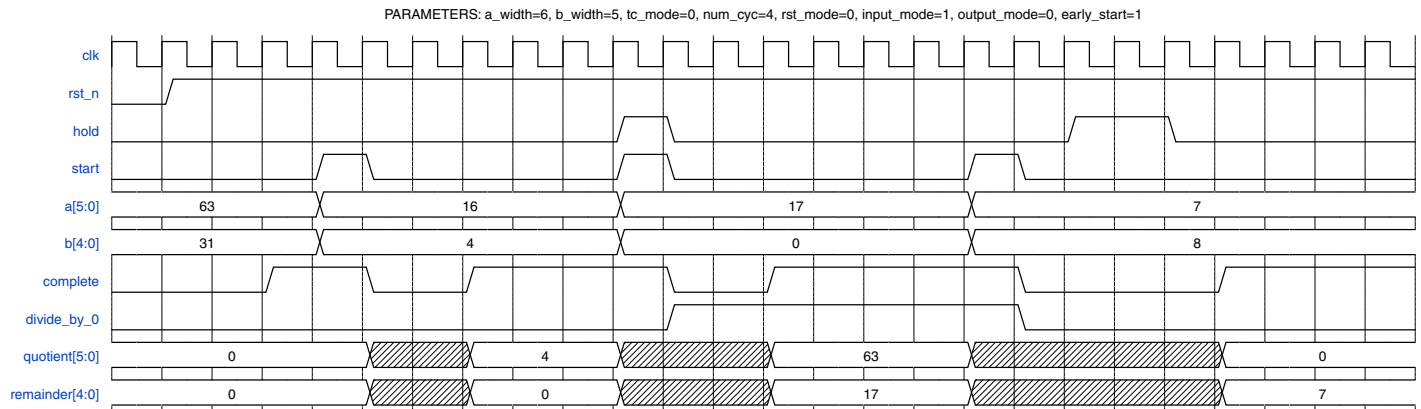 PARAMETERS: a_width=6, b_width=5, tc_mode=0, num_cyc=4, rst_mode=0, input_mode=1, output_mode=0, early_start=1
clk
rst_n
hold
start
a[5:0] 63 16 17 7
b[4:0] 31 4 0 8
complete
divide_by_0
quotient[5:0] 0 4 63 0
remainder[4:0] 0 0 17 7